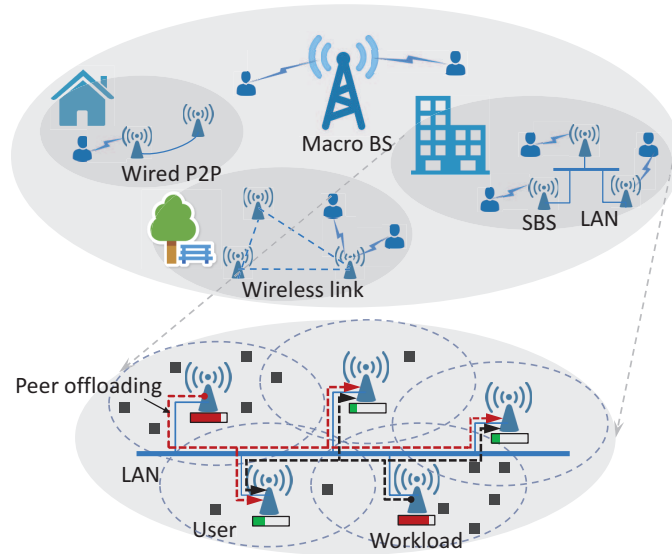 Macro BS
Wired P2P
SBS
LAN
Wireless link
Peer offloading
LAN
User
Workload